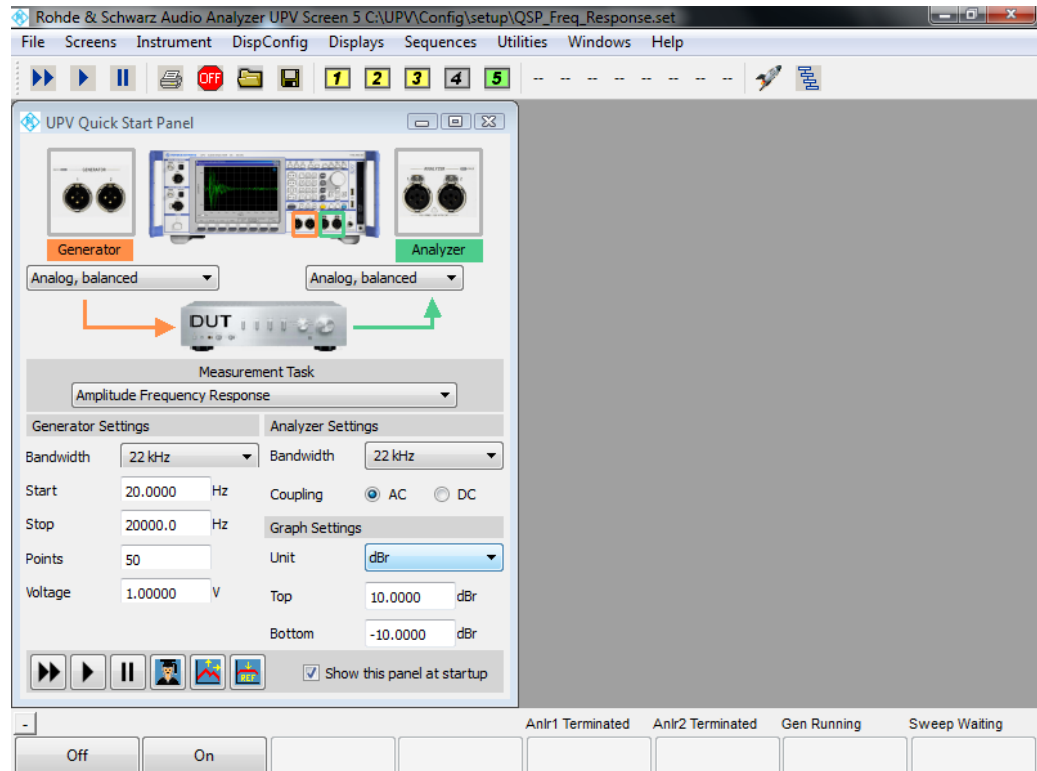 Rohde & Schwarz Audio Analyzer UPV Screen 5 C:\UPV\Config\setup\QSP_Freq_Response.set
File Screens Instrument DispConfig Displays Sequences Utilities Windows Help
OFF 1 2 3 4 5 -- -- -- -- -- -- -- --
UPV Quick Start Panel
Generator Analyzer
Analog, balanced Analog, balanced
DUT
Measurement Task
Amplitude Frequency Response
Generator Settings Analyzer Settings
Bandwidth 22 kHz Bandwidth 22 kHz
Start 20.0000 Hz Coupling AC DC
Stop 20000.0 Hz Graph Settings
Points 50 Unit dBr
Voltage 1.00000 V Top 10.0000 dBr
Bottom -10.0000 dBr
REF Show this panel at startup
- Anlr1 Terminated Anlr2 Terminated Gen Running Sweep Waiting
Off On